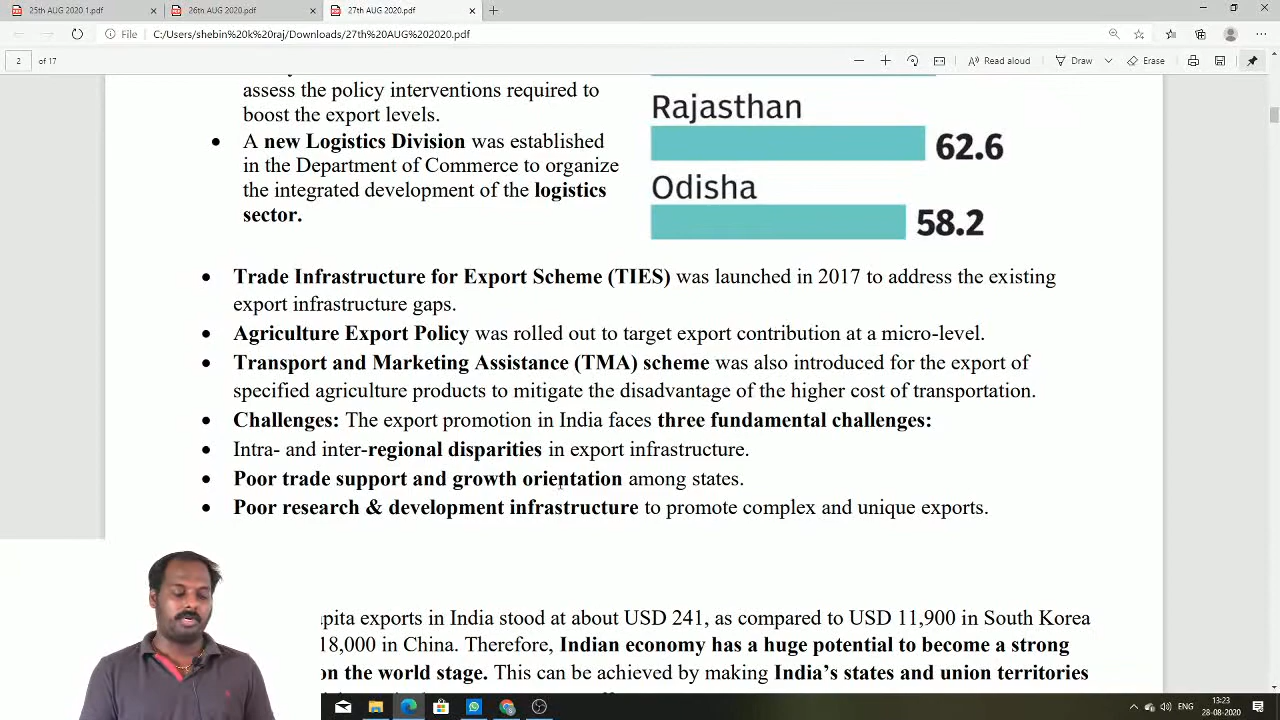 25th AUG 2020 1.pdf
26th AUG 2020.pdf
27th AUG 2020.pdf
File
C:/Users/shebin%20k%20raj/Downloads/27th%20AUG%202020.pdf
2 of 17
Read aloud
Draw
Erase
assess the policy interventions required to
boost the export levels.
• A new Logistics Division was established
in the Department of Commerce to organize
the integrated development of the logistics
sector.
Rajasthan
62.6
Odisha
58.2
• Trade Infrastructure for Export Scheme (TIES) was launched in 2017 to address the existing
export infrastructure gaps.
• Agriculture Export Policy was rolled out to target export contribution at a micro-level.
• Transport and Marketing Assistance (TMA) scheme was also introduced for the export of
specified agriculture products to mitigate the disadvantage of the higher cost of transportation.
• Challenges: The export promotion in India faces three fundamental challenges:
• Intra- and inter-regional disparities in export infrastructure.
• Poor trade support and growth orientation among states.
• Poor research & development infrastructure to promote complex and unique exports.
pita exports in India stood at about USD 241, as compared to USD 11,900 in South Korea
18,000 in China. Therefore, Indian economy has a huge potential to become a strong
on the world stage. This can be achieved by making India's states and union territories
ENG
13:23
28-08-2020